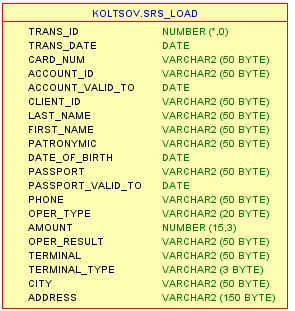 KOLTSOV.SRS_LOAD
TRANS_ID NUMBER (*,0)
TRANS_DATE DATE
CARD_NUM VARCHAR2 (50 BYTE)
ACCOUNT_ID VARCHAR2 (50 BYTE)
ACCOUNT_VALID_TO DATE
CLIENT_ID VARCHAR2 (50 BYTE)
LAST_NAME VARCHAR2 (50 BYTE)
FIRST_NAME VARCHAR2 (50 BYTE)
PATRONYMIC VARCHAR2 (50 BYTE)
DATE_OF_BIRTH DATE
PASSPORT VARCHAR2 (50 BYTE)
PASSPORT_VALID_TO DATE
PHONE VARCHAR2 (50 BYTE)
OPER_TYPE VARCHAR2 (20 BYTE)
AMOUNT NUMBER (15,3)
OPER_RESULT VARCHAR2 (50 BYTE)
TERMINAL VARCHAR2 (50 BYTE)
TERMINAL_TYPE VARCHAR2 (3 BYTE)
CITY VARCHAR2 (50 BYTE)
ADDRESS VARCHAR2 (150 BYTE)